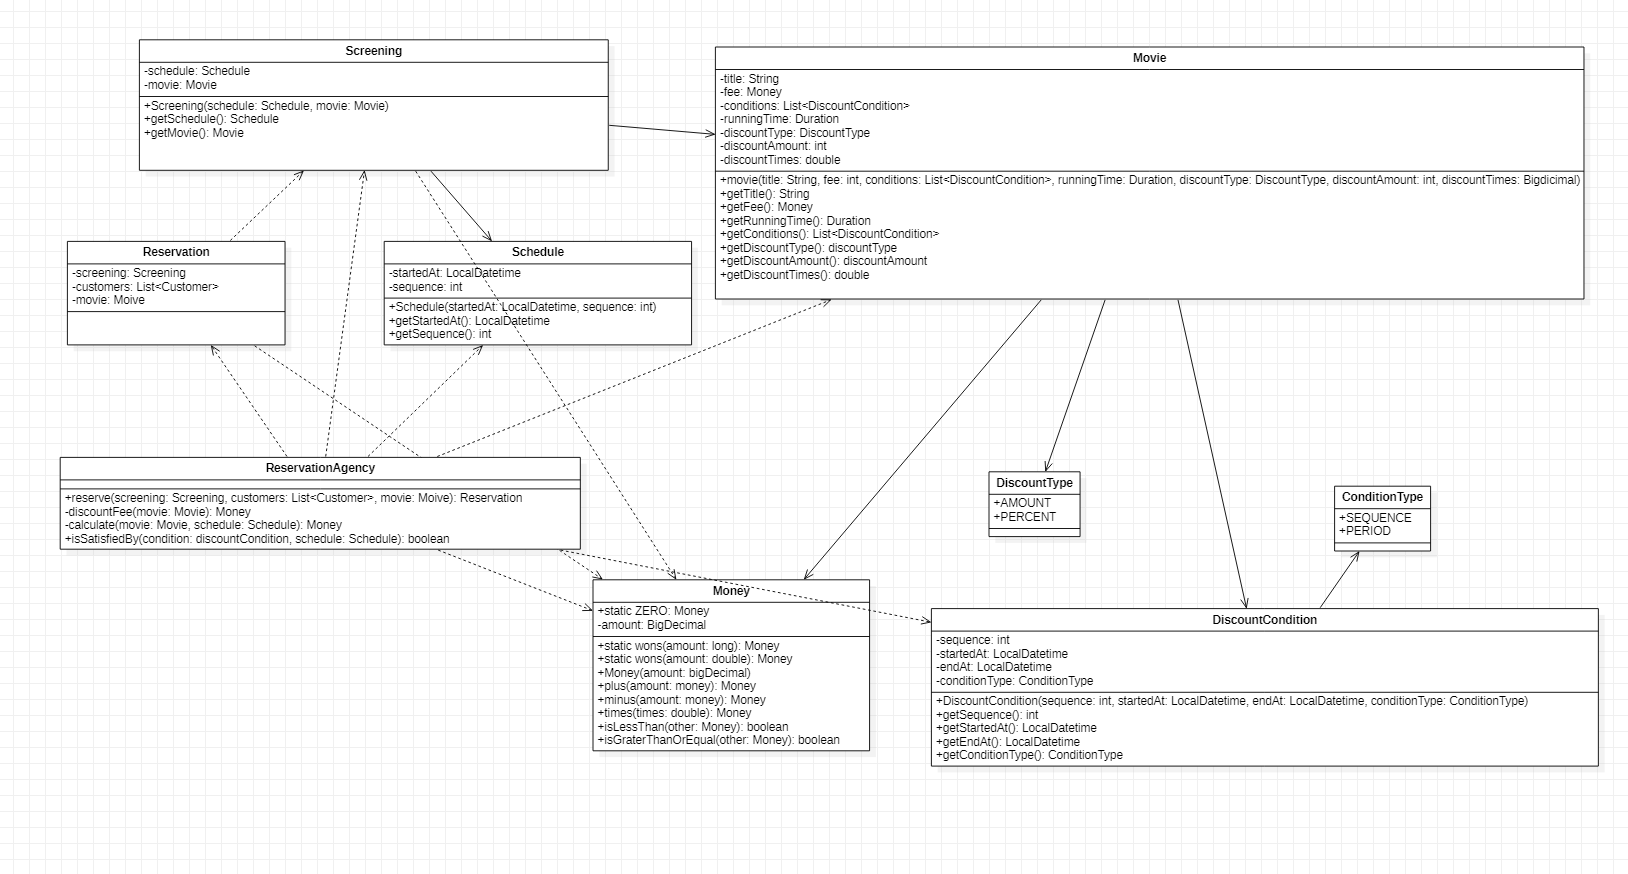 Screening
-schedule: Schedule
-movie: Movie
+Screening(schedule: Schedule, movie: Movie)
+getSchedule(): Schedule
+getMovie(): Movie
Movie
-title: String
-fee: Money
-conditions: List<DiscountCondition>
-runningTime: Duration
-discountType: DiscountType
-discountAmount: int
-discountTimes: double
+movie(title: String, fee: int, conditions: List<DiscountCondition>, runningTime: Duration, discountType: DiscountType, discountAmount: int, discountTimes: Bigdicimal)
+getTitle(): String
+getFee(): Money
+getRunningTime(): Duration
+getConditions(): List<DiscountCondition>
+getDiscountType(): discountType
+getDiscountAmount(): discountAmount
+getDiscountTimes(): double
Reservation
-screening: Screening
-customers: List<Customer>
-movie: Moive
Schedule
-startedAt: LocalDatetime
-sequence: int
+Schedule(startedAt: LocalDatetime, sequence: int)
+getStartedAt(): LocalDatetime
+getSequence(): int
ReservationAgency
+reserve(screening: Screening, customers: List<Customer>, movie: Moive): Reservation
-discountFee(movie: Movie): Money
-calculate(movie: Movie, schedule: Schedule): Money
+isSatisfiedBy(condition: discountCondition, schedule: Schedule): boolean
DiscountType
+AMOUNT
+PERCENT
ConditionType
+SEQUENCE
+PERIOD
Money
+static ZERO: Money
-amount: BigDecimal
+static wons(amount: long): Money
+static wons(amount: double): Money
+Money(amount: bigDecimal)
+plus(amount: money): Money
+minus(amount: money): Money
+times(times: double): Money
+isLessThan(other: Money): boolean
+isGraterThanOrEqual(other: Money): boolean
DiscountCondition
-sequence: int
-startedAt: LocalDatetime
-endAt: LocalDatetime
-conditionType: ConditionType
+DiscountCondition(sequence: int, startedAt: LocalDatetime, endAt: LocalDatetime, conditionType: ConditionType)
+getSequence(): int
+getStartedAt(): LocalDatetime
+getEndAt(): LocalDatetime
+getConditionType(): ConditionType